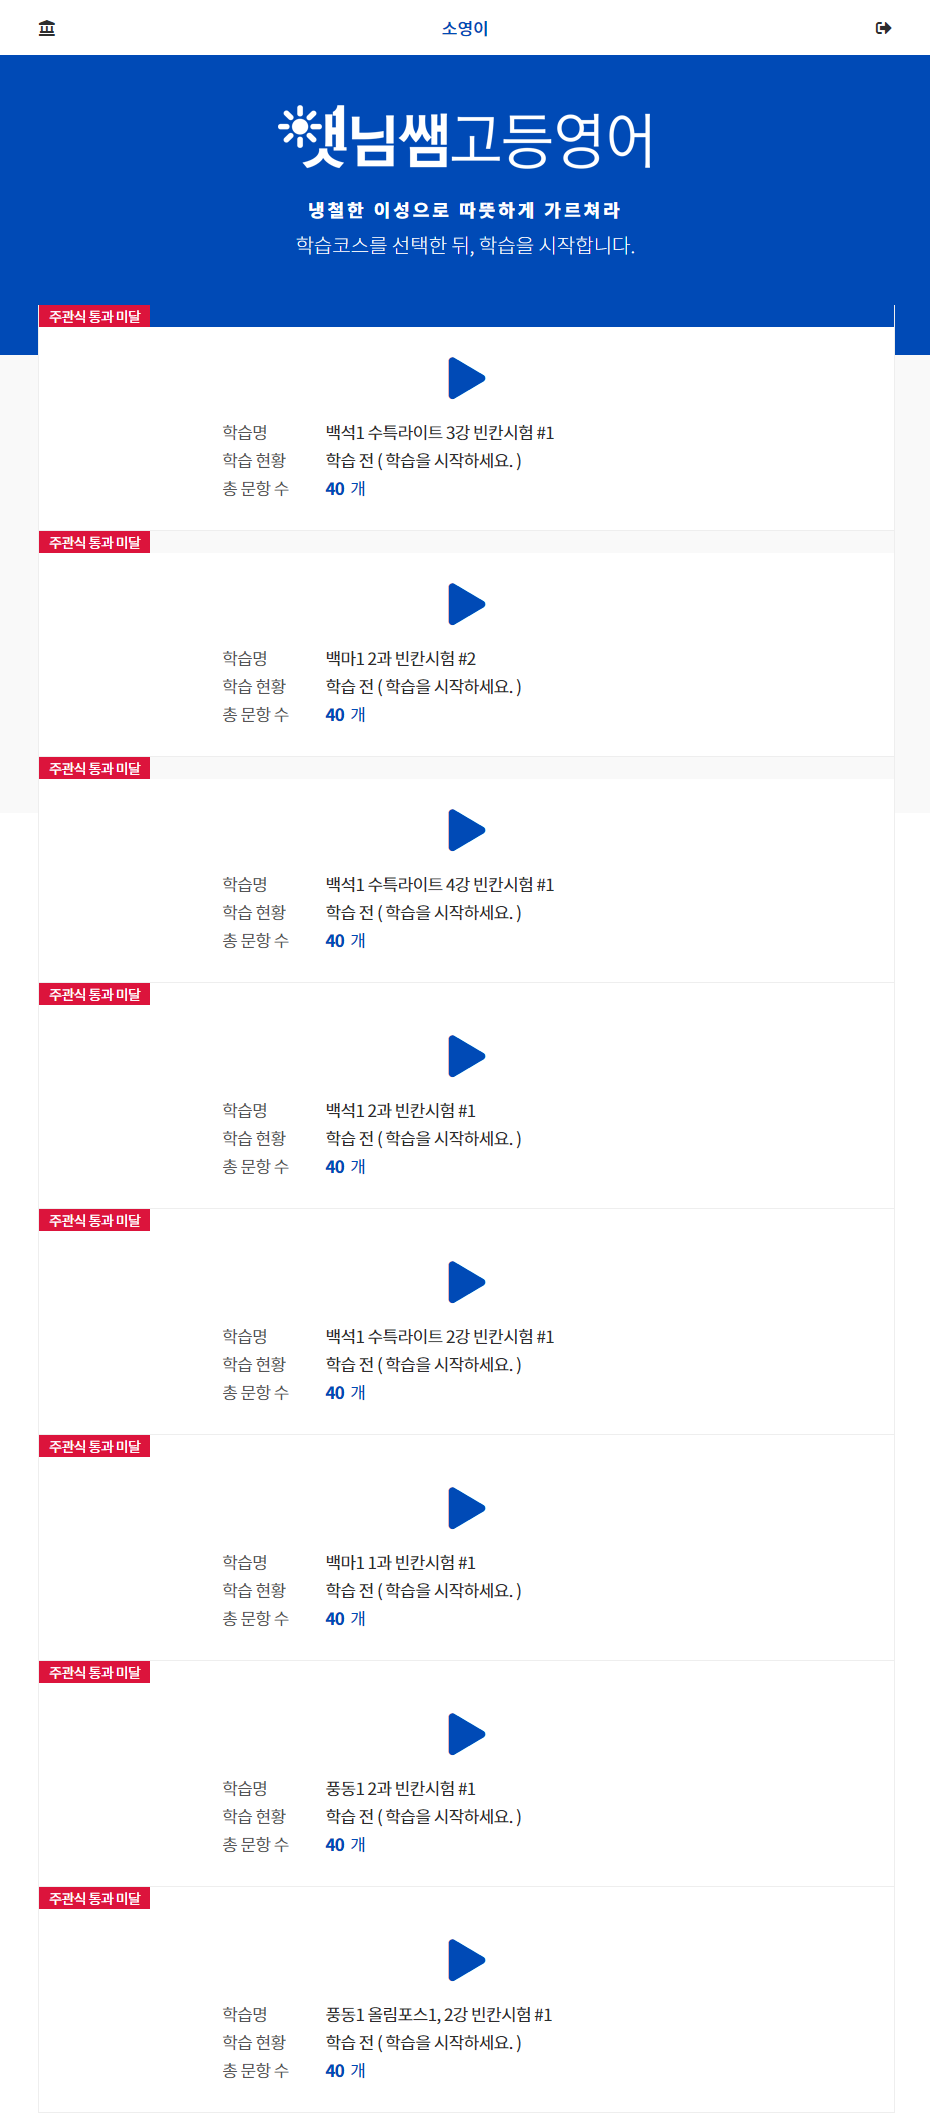 소영이
햇님쌤고등영어
냉철한 이성으로 따뜻하게 가르쳐라
학습코스를 선택한 뒤, 학습을 시작합니다.
주관식 통과 미달
학습명 백석1 수특라이트 3강 빈칸시험 #1
학습 현황 학습 전 ( 학습을 시작하세요. )
총 문항 수 40 개
주관식 통과 미달
학습명 백마1 2과 빈칸시험 #2
학습 현황 학습 전 ( 학습을 시작하세요. )
총 문항 수 40 개
주관식 통과 미달
학습명 백석1 수특라이트 4강 빈칸시험 #1
학습 현황 학습 전 ( 학습을 시작하세요. )
총 문항 수 40 개
주관식 통과 미달
학습명 백석1 2과 빈칸시험 #1
학습 현황 학습 전 ( 학습을 시작하세요. )
총 문항 수 40 개
주관식 통과 미달
학습명 백석1 수특라이트 2강 빈칸시험 #1
학습 현황 학습 전 ( 학습을 시작하세요. )
총 문항 수 40 개
주관식 통과 미달
학습명 백마1 1과 빈칸시험 #1
학습 현황 학습 전 ( 학습을 시작하세요. )
총 문항 수 40 개
주관식 통과 미달
학습명 풍동1 2과 빈칸시험 #1
학습 현황 학습 전 ( 학습을 시작하세요. )
총 문항 수 40 개
주관식 통과 미달
학습명 풍동1 올림포스1, 2강 빈칸시험 #1
학습 현황 학습 전 ( 학습을 시작하세요. )
총 문항 수 40 개